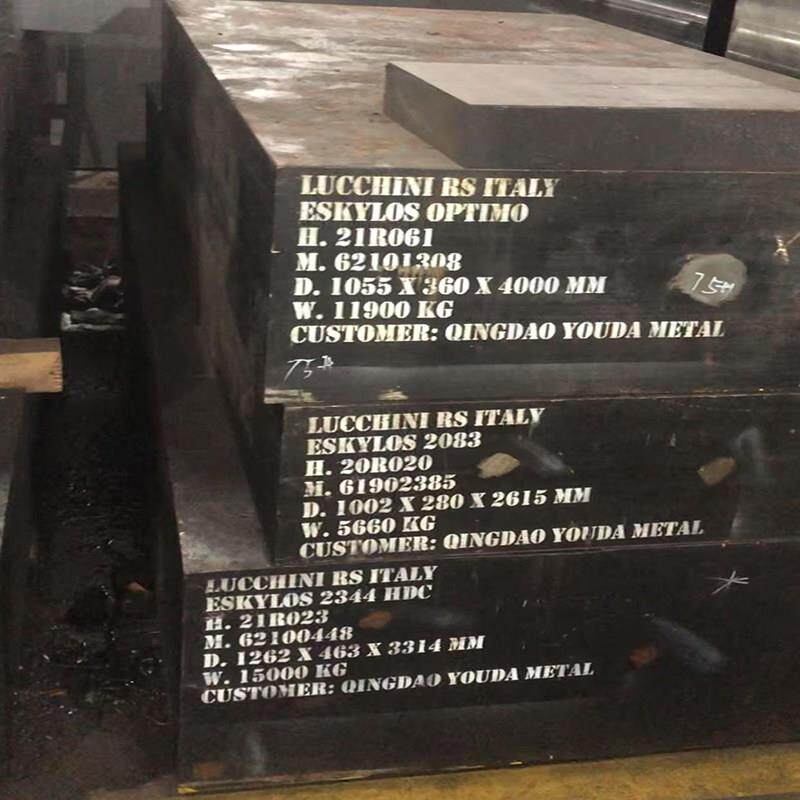 LUCCHINI RS ITALY
ESKYLOS OPTIMO
H. 21R061
M. 62101308
D. 1055 X 360 X 4000 MM
W. 11900 KG
CUSTOMER: QINGDAO YOUDA METAL
LUCCHINI RS ITALY
ESKYLOS 2083
H. 20R020
M. 61902385
D. 1002 X 280 X 2615 MM
W. 5660 KG
CUSTOMER: QINGDAO YOUDA METAL
LUCCHINI RS ITALY
ESKYLOS 2344 HDC
H. 21R023
M. 62100448
D. 1262 X 463 X 3314 MM
W. 15000 KG
CUSTOMER: QINGDAO YOUDA METAL